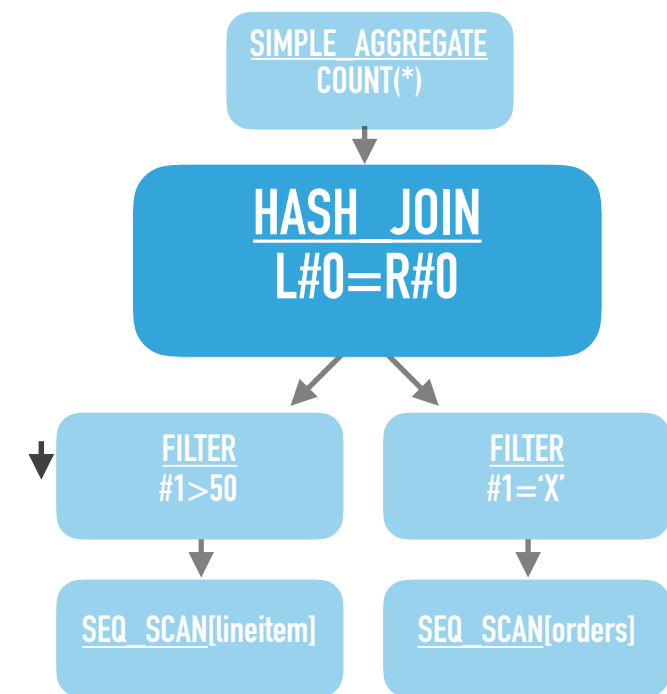 SIMPLE_AGGREGATE
COUNT(*)
HASH_JOIN
L#0=R#0
FILTER
#1>50
FILTER
#1=‘X’
SEQ_SCAN[lineitem]
SEQ_SCAN[orders]